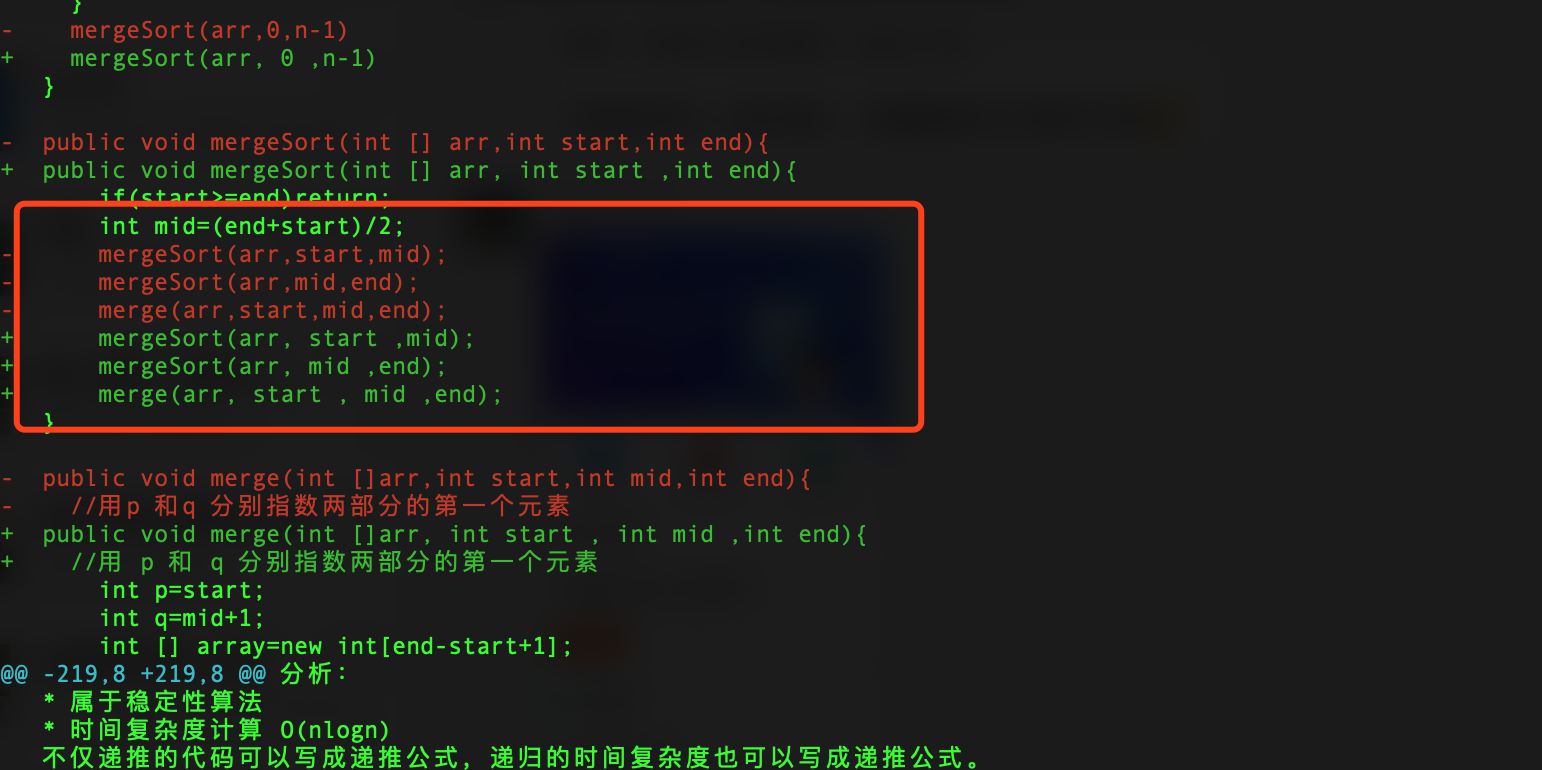 }
-    mergeSort(arr,0,n-1)
+    mergeSort(arr, 0 ,n-1)
}
-  public void mergeSort(int [] arr,int start,int end){
+  public void mergeSort(int [] arr, int start ,int end){
if(start>=end)return;
int mid=(end+start)/2;
-      mergeSort(arr,start,mid);
-      mergeSort(arr,mid,end);
-      merge(arr,start,mid,end);
+      mergeSort(arr, start ,mid);
+      mergeSort(arr, mid ,end);
+      merge(arr, start , mid ,end);
}
-  public void merge(int []arr,int start,int mid,int end){
-    //用p 和q 分别指数两部分的第一个元素
+  public void merge(int []arr, int start , int mid ,int end){
+    //用 p 和 q 分别指数两部分的第一个元素
int p=start;
int q=mid+1;
int [] array=new int[end-start+1];
@@ -219,8 +219,8 @@ 分析：
* 属于稳定性算法
* 时间复杂度计算 O(nlogn)
不仅递推的代码可以写成递推公式，递归的时间复杂度也可以写成递推公式。